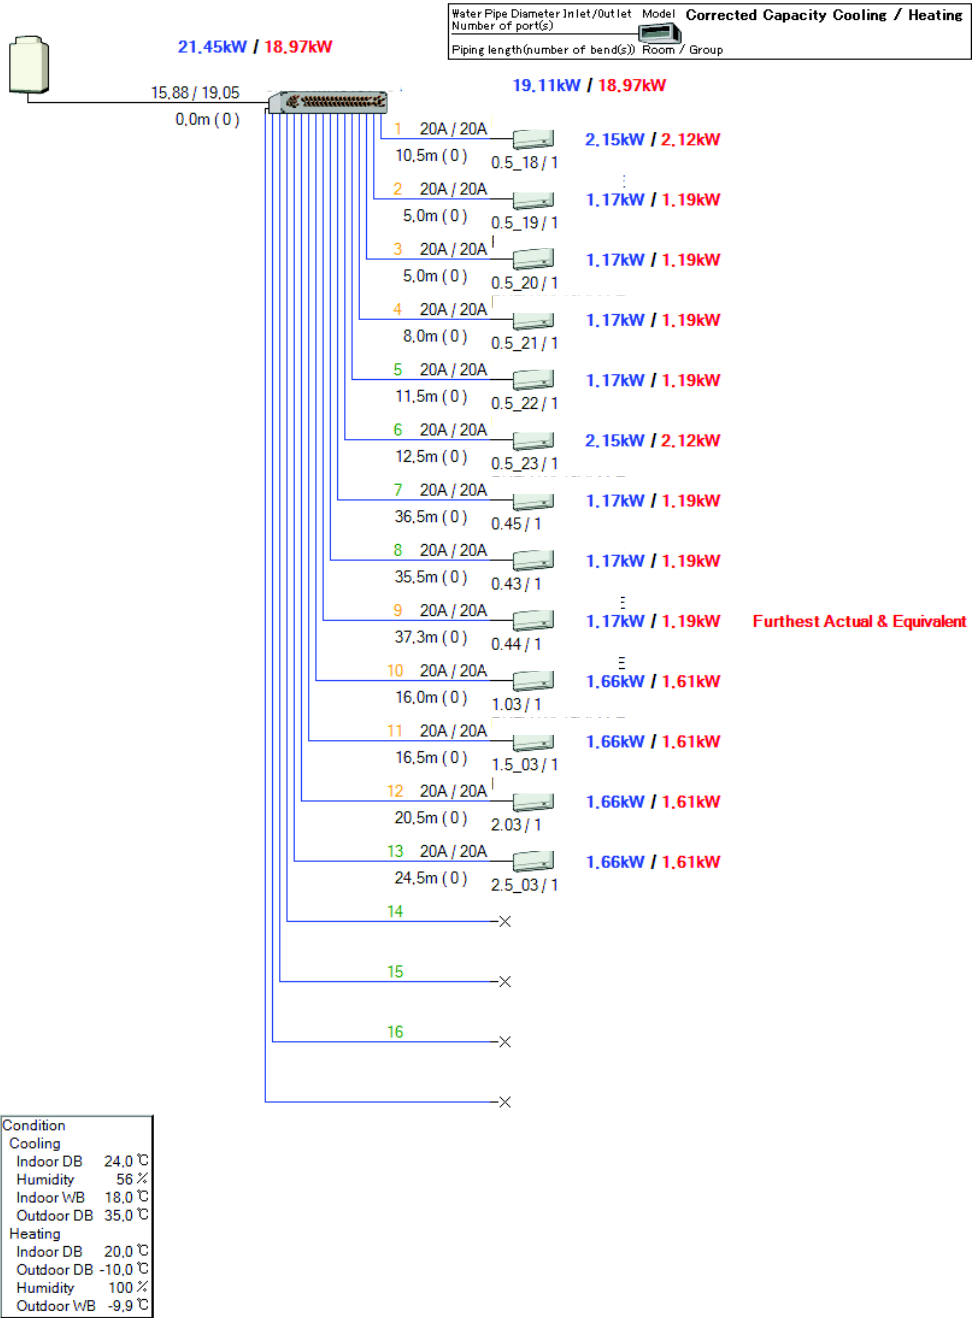 Water Pipe Diameter Inlet/Outlet Model Corrected Capacity Cooling / Heating
Number of port(s)
Piping length(number of bend(s)) Room / Group
21.45kW / 18.97kW
19.11kW / 18.97kW
15.88 / 19.05
0.0m ( 0 )
1 20A / 20A
10.5m ( 0 ) 0.5_18 / 1
2.15kW / 2.12kW
2 20A / 20A
5.0m ( 0 ) 0.5_19 / 1
1.17kW / 1.19kW
3 20A / 20A
5.0m ( 0 ) 0.5_20 / 1
1.17kW / 1.19kW
4 20A / 20A
8.0m ( 0 ) 0.5_21 / 1
1.17kW / 1.19kW
5 20A / 20A
11.5m ( 0 ) 0.5_22 / 1
1.17kW / 1.19kW
6 20A / 20A
12.5m ( 0 ) 0.5_23 / 1
2.15kW / 2.12kW
7 20A / 20A
36.5m ( 0 ) 0.45 / 1
1.17kW / 1.19kW
8 20A / 20A
35.5m ( 0 ) 0.43 / 1
1.17kW / 1.19kW
9 20A / 20A
37.3m ( 0 ) 0.44 / 1
1.17kW / 1.19kW Furthest Actual & Equivalent
10 20A / 20A
16.0m ( 0 ) 1.03 / 1
1.66kW / 1.61kW
11 20A / 20A
16.5m ( 0 ) 1.5_03 / 1
1.66kW / 1.61kW
12 20A / 20A
20.5m ( 0 ) 2.03 / 1
1.66kW / 1.61kW
13 20A / 20A
24.5m ( 0 ) 2.5_03 / 1
1.66kW / 1.61kW
14
15
16
Condition
Cooling
Indoor DB 24.0 ℃
Humidity 56 %
Indoor WB 18.0 ℃
Outdoor DB 35.0 ℃
Heating
Indoor DB 20.0 ℃
Outdoor DB -10.0 ℃
Humidity 100 %
Outdoor WB -9.9 ℃